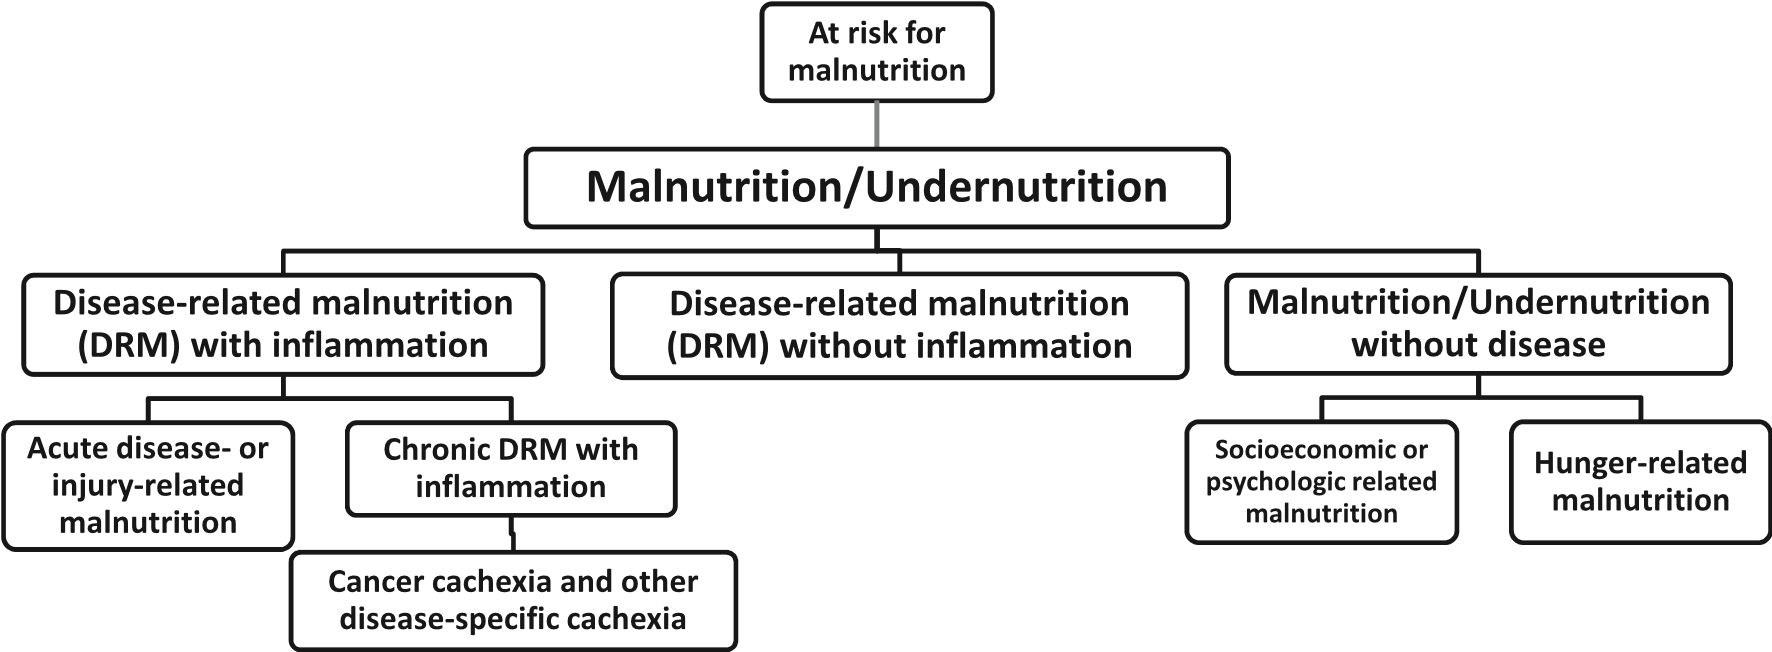 At risk for
malnutrition
Malnutrition/Undernutrition
Disease-related malnutrition
(DRM) with inflammation
Disease-related malnutrition
(DRM) without inflammation
Malnutrition/Undernutrition
without disease
Acute disease- or
injury-related
malnutrition
Chronic DRM with
inflammation
Socioeconomic or
psychologic related
malnutrition
Hunger-related
malnutrition
Cancer cachexia and other
disease-specific cachexia